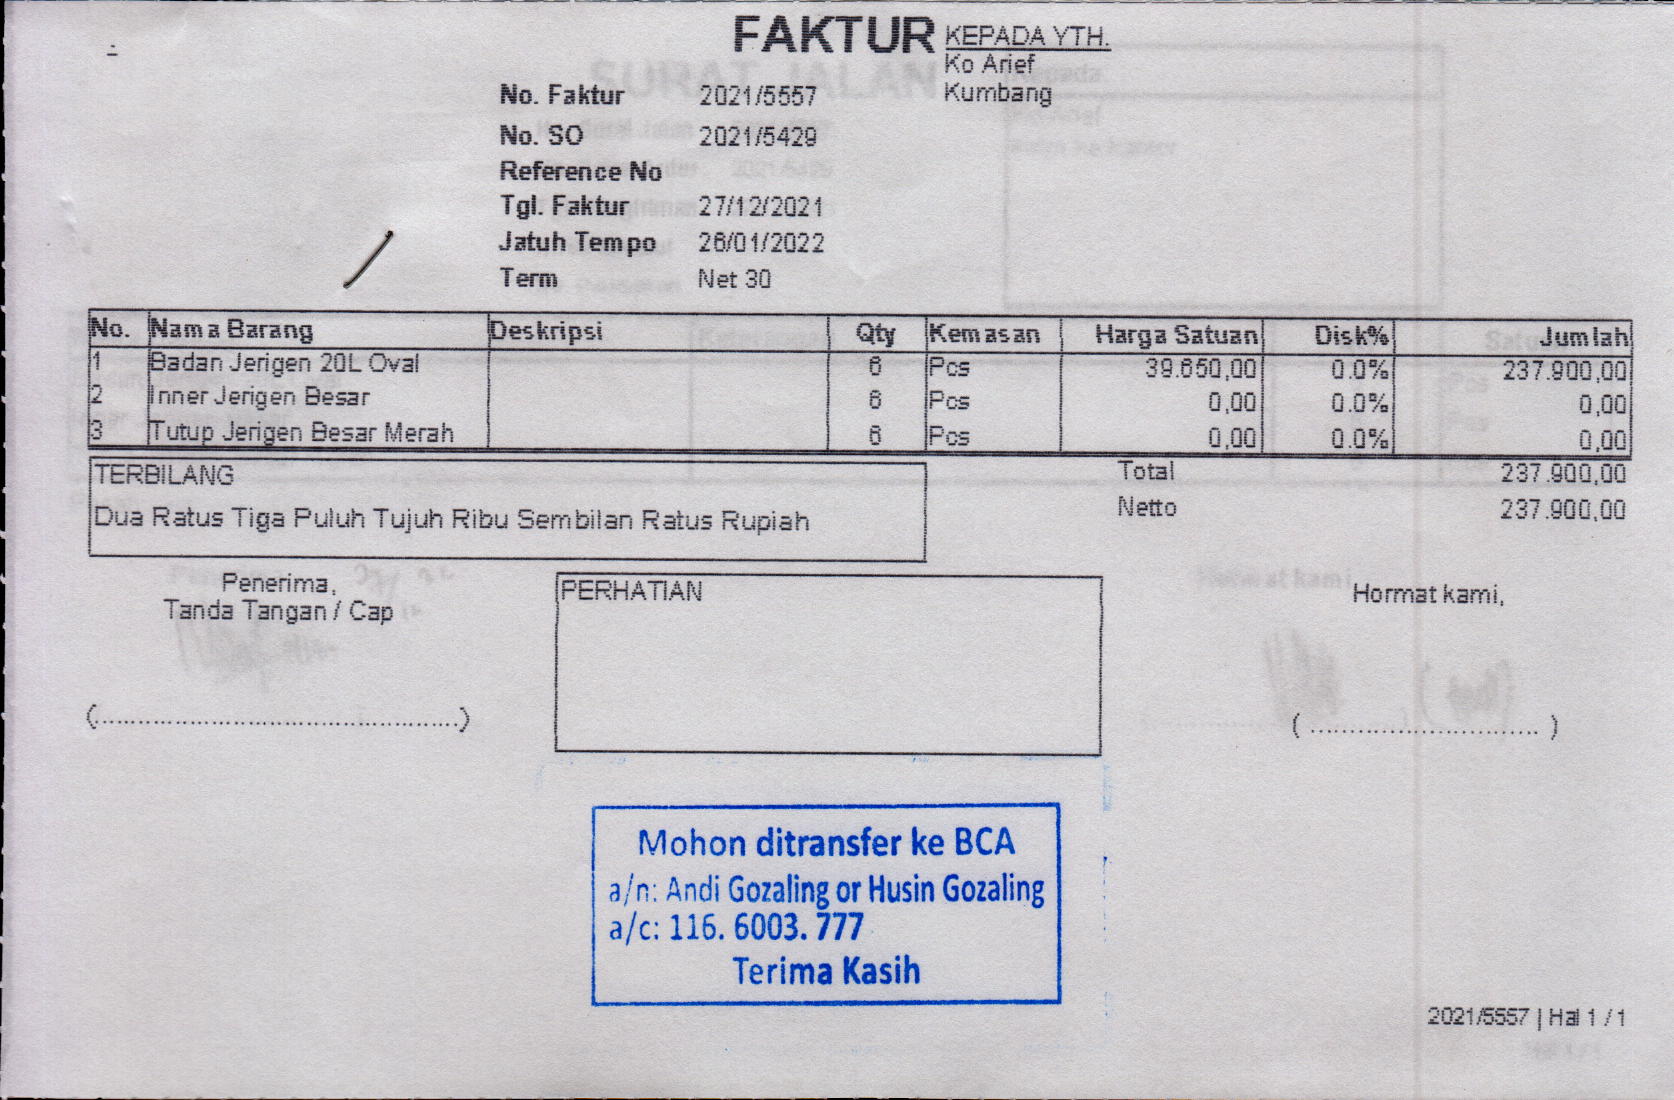 FAKTUR
KEPADA YTH.
Ko Arief
Kumbang
No. Faktur 2021/5557
No. SO 2021/5429
Reference No
Tgl. Faktur 27/12/2021
Jatuh Tempo 26/01/2022
Term Net 30
No. Nama Barang Deskripsi Qty Kemasan Harga Satuan Disk% Jumlah
1 Badan Jerigen 20L Oval 6 Pcs 39.650,00 0.0% 237.900,00
2 Inner Jerigen Besar 6 Pcs 0,00 0.0% 0,00
3 Tutup Jerigen Besar Merah 6 Pcs 0,00 0.0% 0,00
TERBILANG
Dua Ratus Tiga Puluh Tujuh Ribu Sembilan Ratus Rupiah
Total 237.900,00
Netto 237.900,00
Penerima,
Tanda Tangan / Cap
(..................................................)
PERHATIAN
Hormat kami,
( ............................. )
Mohon ditransfer ke BCA
a/n: Andi Gozaling or Husin Gozaling
a/c: 116. 6003. 777
Terima Kasih
2021/5557 | Hal 1 / 1